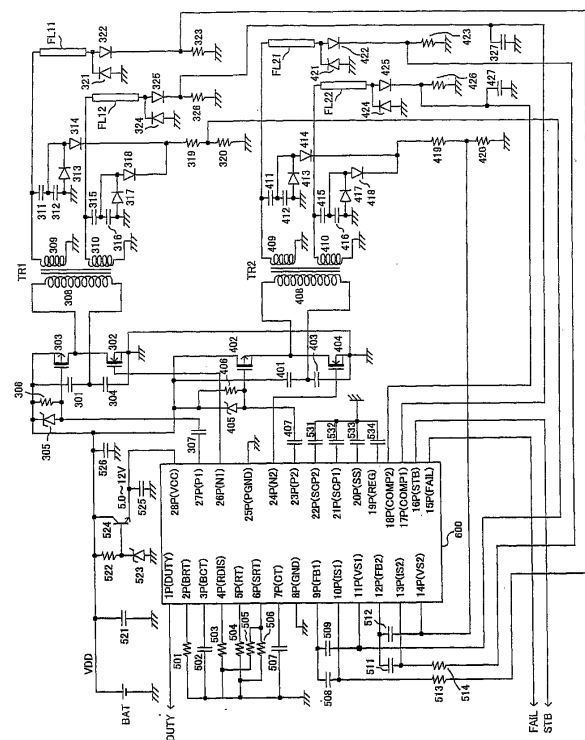 FL11
322
323
321
FL12
325
324
326
314
313
318
317
319
320
311
312
315
316
309
310
308
TR1
FL21
422
423
327
421
FL22
425
426
427
424
414
413
418
417
419
420
411
412
415
416
409
410
408
TR2
303
302
306
305
301
304
307
402
404
406
405
401
403
407
531
532
533
534
526
5.0~12V
524
525
522
523
521
VDD
BAT
28P(VCC)
27P(P1)
26P(N1)
25P(PGND)
24P(N2)
23P(P2)
22P(SCP2)
21P(SCP1)
20P(SS)
19P(REG)
18P(COMP2)
17P(COMP1)
16P(STB)
15P(FAIL)
600
1P(DUTY)
2P(BRT)
3P(BCT)
4P(RDIS)
5P(RT)
6P(SRT)
7P(CT)
8P(GND)
9P(FB1)
10P(IS1)
11P(VS1)
12P(FB2)
13P(IS2)
14P(VS2)
501
502
503
504
505
506
507
508
509
511
512
513
514
DUTY
FAIL
STB